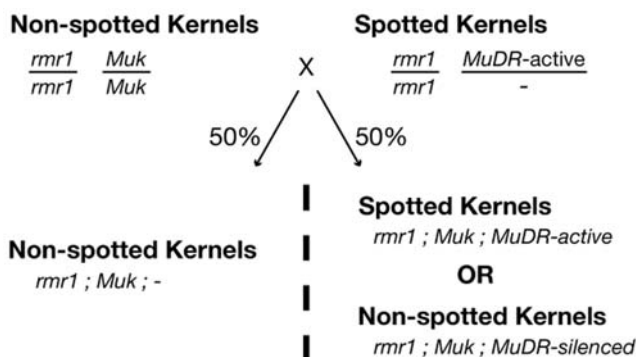 Non-spotted Kernels
rmr1 Muk
rmr1 Muk
X
Spotted Kernels
rmr1 MuDR-active
rmr1 -
50% 50%
Non-spotted Kernels
rmr1 ; Muk ; -
Spotted Kernels
rmr1 ; Muk ; MuDR-active
OR
Non-spotted Kernels
rmr1 ; Muk ; MuDR-silenced